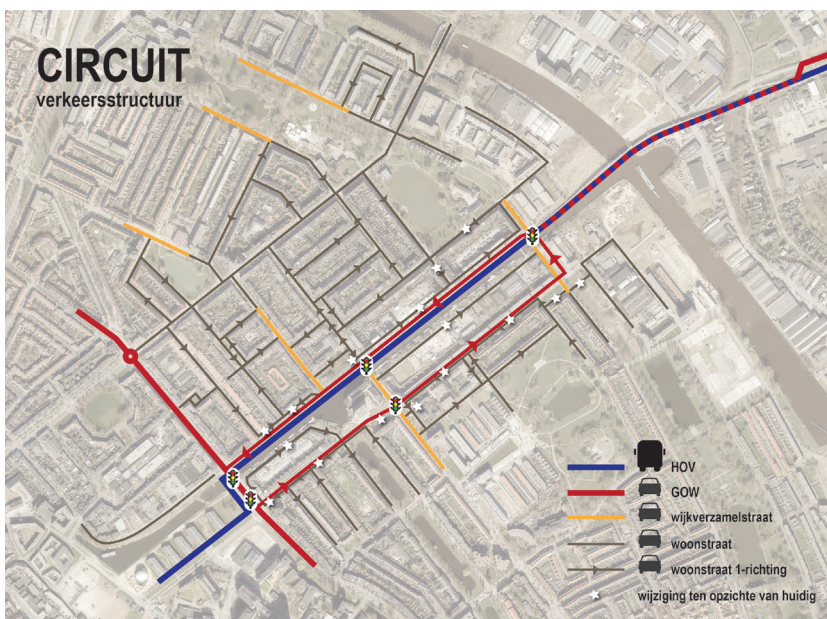 CIRCUIT
verkeersstructuur
HOV
GOW
wijkverzamelstraat
woonstraat
woonstraat 1-richting
wijziging ten opzichte van huidig